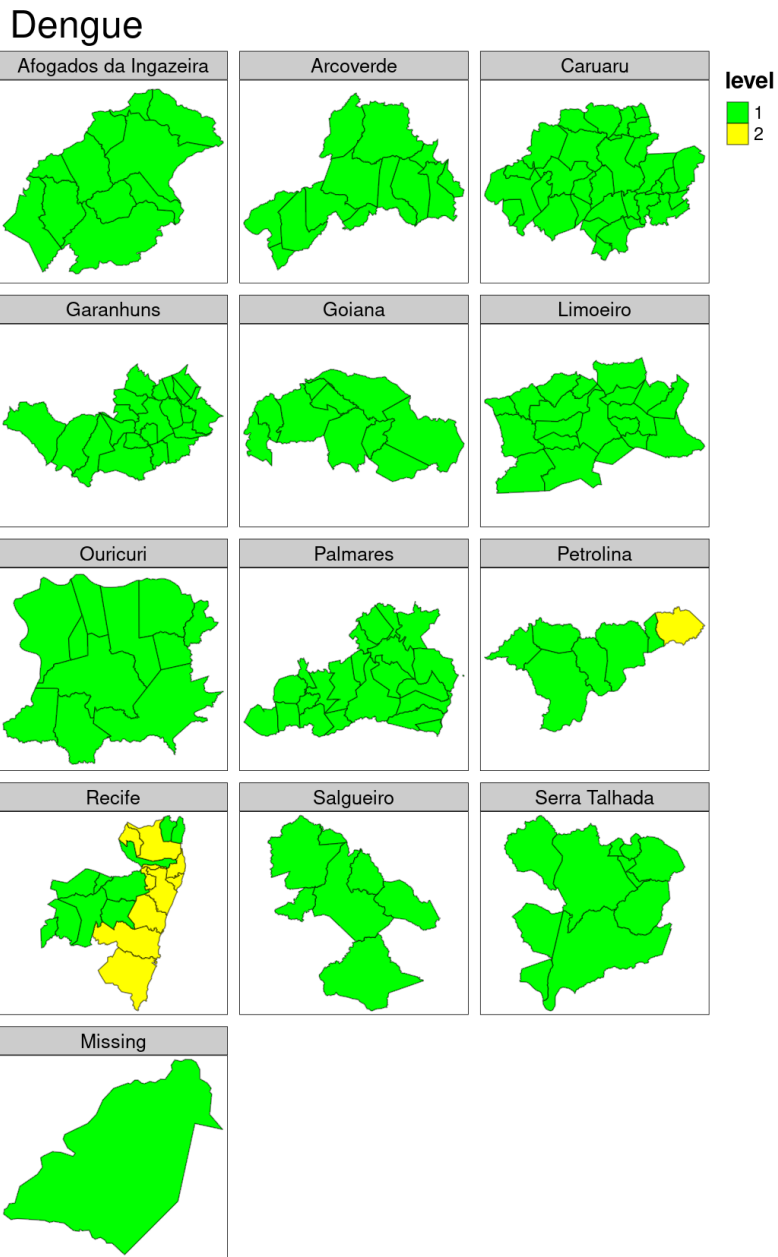 Dengue
Afogados da Ingazeira
Arcoverde
Caruaru
level
1
2
Garanhuns
Goiana
Limoeiro
Ouricuri
Palmares
Petrolina
Recife
Salgueiro
Serra Talhada
Missing